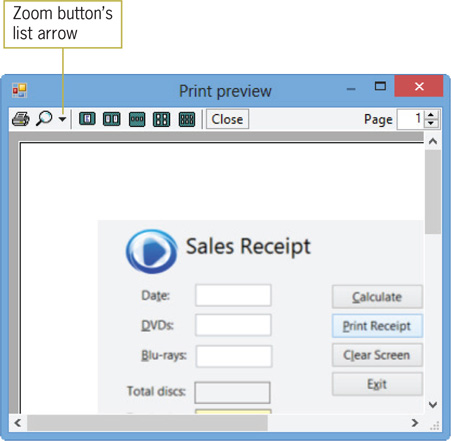 Zoom button's
list arrow
Print preview
Close
Page 1
Sales Receipt
Date:
Calculate
DVDs:
Print Receipt
Blu-rays:
Clear Screen
Exit
Total discs: